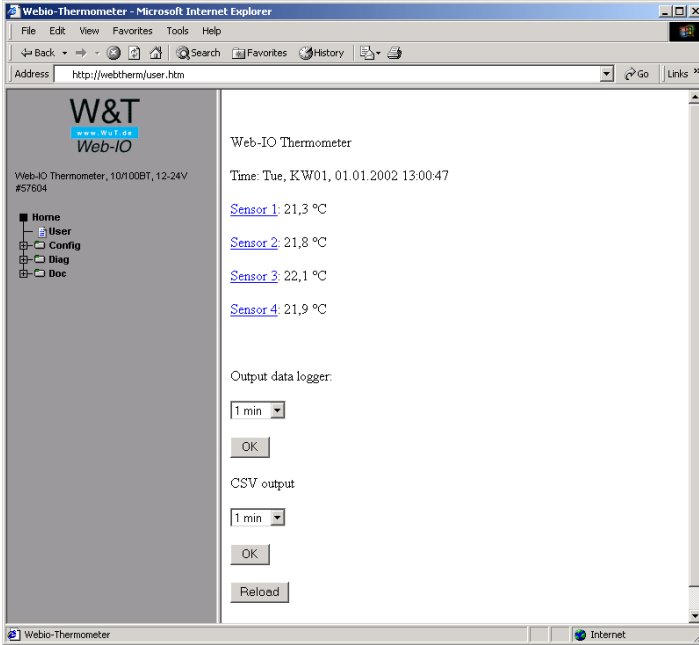 Webio-Thermometer - Microsoft Internet Explorer
File Edit View Favorites Tools Help
Back Search Favorites History
Address http://webtherm/user.htm Go Links »
W&T
www.WuT.de
Web-IO
Web-IO Thermometer, 10/100BT, 12-24V
#57604
Home
User
Config
Diag
Doc
Web-IO Thermometer
Time: Tue, KW01, 01.01.2002 13:00:47
Sensor 1: 21,3 °C
Sensor 2: 21,8 °C
Sensor 3: 22,1 °C
Sensor 4: 21,9 °C
Output data logger:
1 min
OK
CSV output
1 min
OK
Reload
Webio-Thermometer Internet